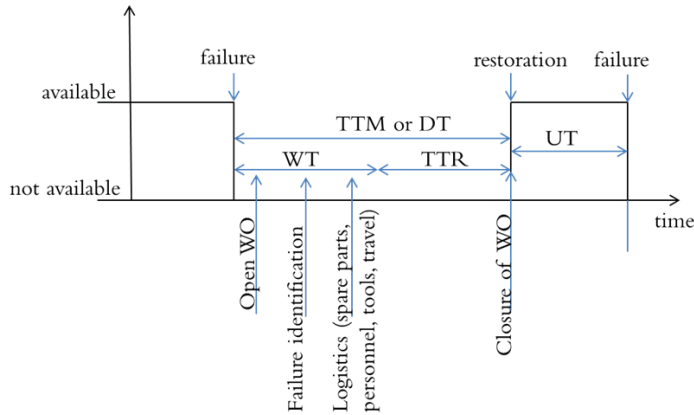 failure
restoration
failure
available
TTM or DT
UT
WT
TTR
not available
time
Open WO
Failure identification
Logistics (spare parts,
personnel, tools, travel)
Closure of WO